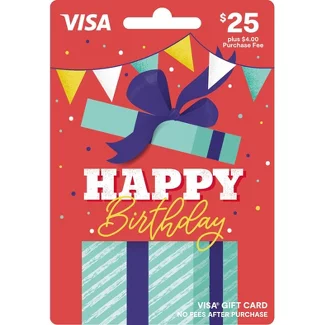 VISA
$25
plus $4.00
Purchase Fee
HAPPY
Birthday
VISA® GIFT CARD
NO FEES AFTER PURCHASE